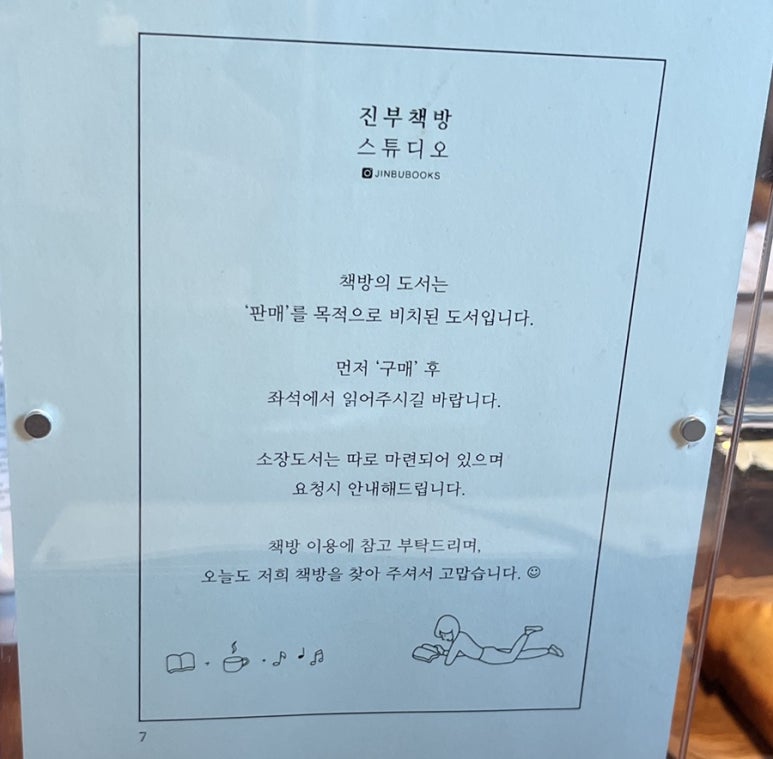 진부책방
스튜디오
JINBUBOOKS
책방의 도서는
‘판매’를 목적으로 비치된 도서입니다.
먼저 ‘구매’ 후
좌석에서 읽어주시길 바랍니다.
소장도서는 따로 마련되어 있으며
요청시 안내해드립니다.
책방 이용에 참고 부탁드리며,
오늘도 저희 책방을 찾아 주셔서 고맙습니다. ☺
7